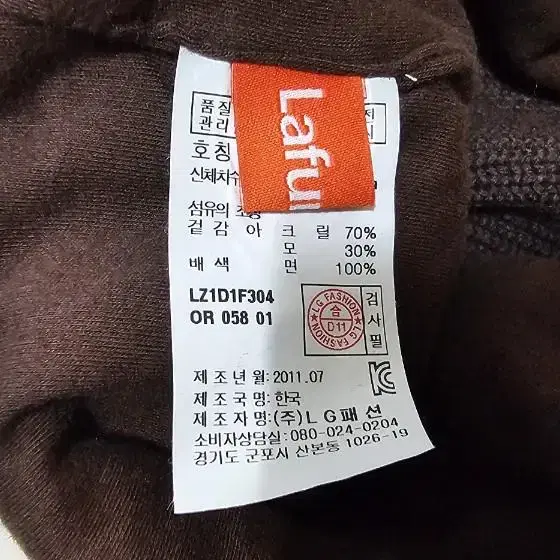 Lafu
품질
관리
호칭
신체치수
섬유의 조성
겉감 아크릴 70%
모 30%
배색 면 100%
LZ1D1F304
OR 058 01
LG FASHION
合
D11
LG FASHION
검사필
제조년월: 2011.07
제조국명: 한국
제조자명: (주)LG패션
소비자상담실: 080-024-0204
경기도 군포시 산본동 1026-19